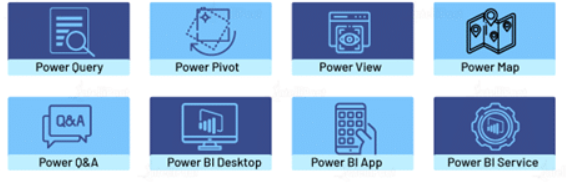 Power Query
Power Pivot
Power View
Power Map
Q&A
Power Q&A
Power BI Desktop
Power BI App
Power BI Service